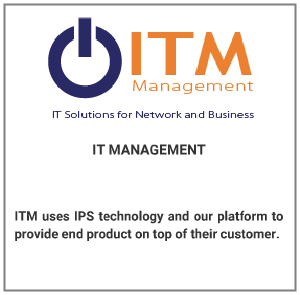 ITM
Management
IT Solutions for Network and Business
IT MANAGEMENT
ITM uses IPS technology and our platform to
provide end product on top of their customer.